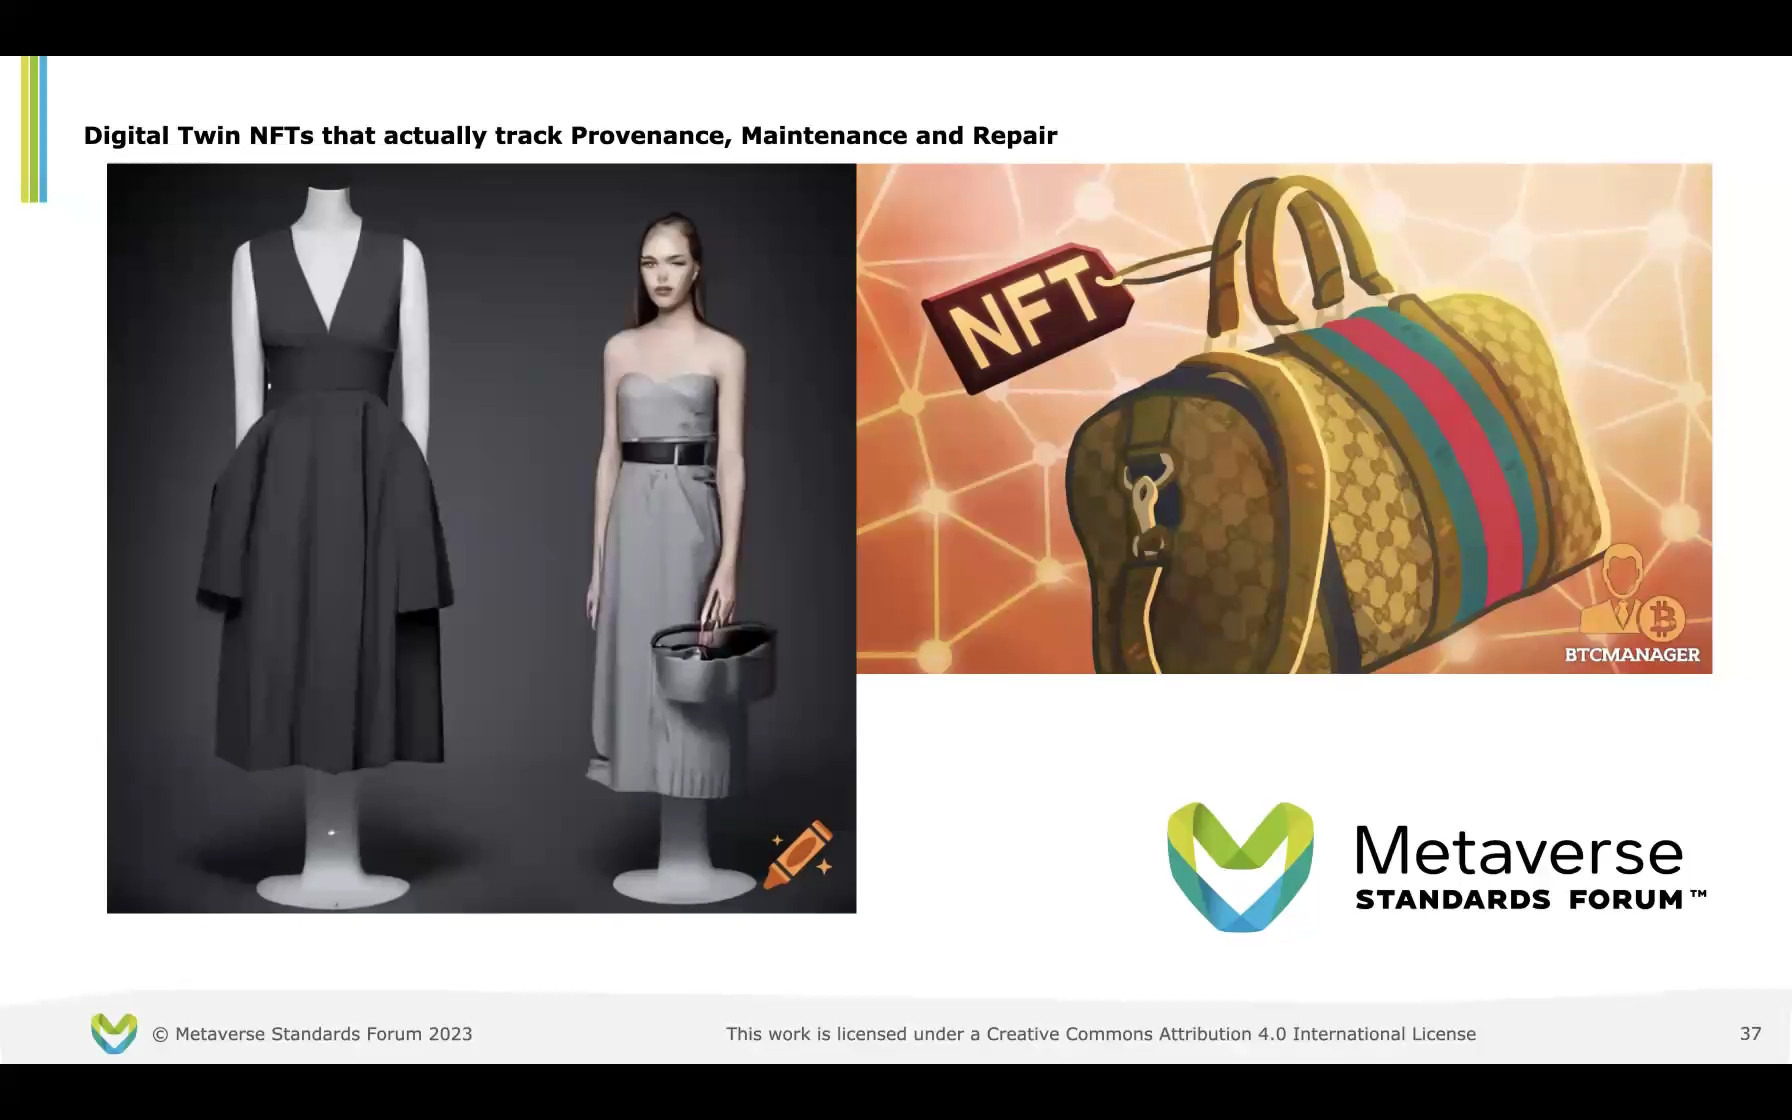 Digital Twin NFTs that actually track Provenance, Maintenance and Repair
NFT
BTCMANAGER
Metaverse
STANDARDS FORUM™
© Metaverse Standards Forum 2023
This work is licensed under a Creative Commons Attribution 4.0 International License
37